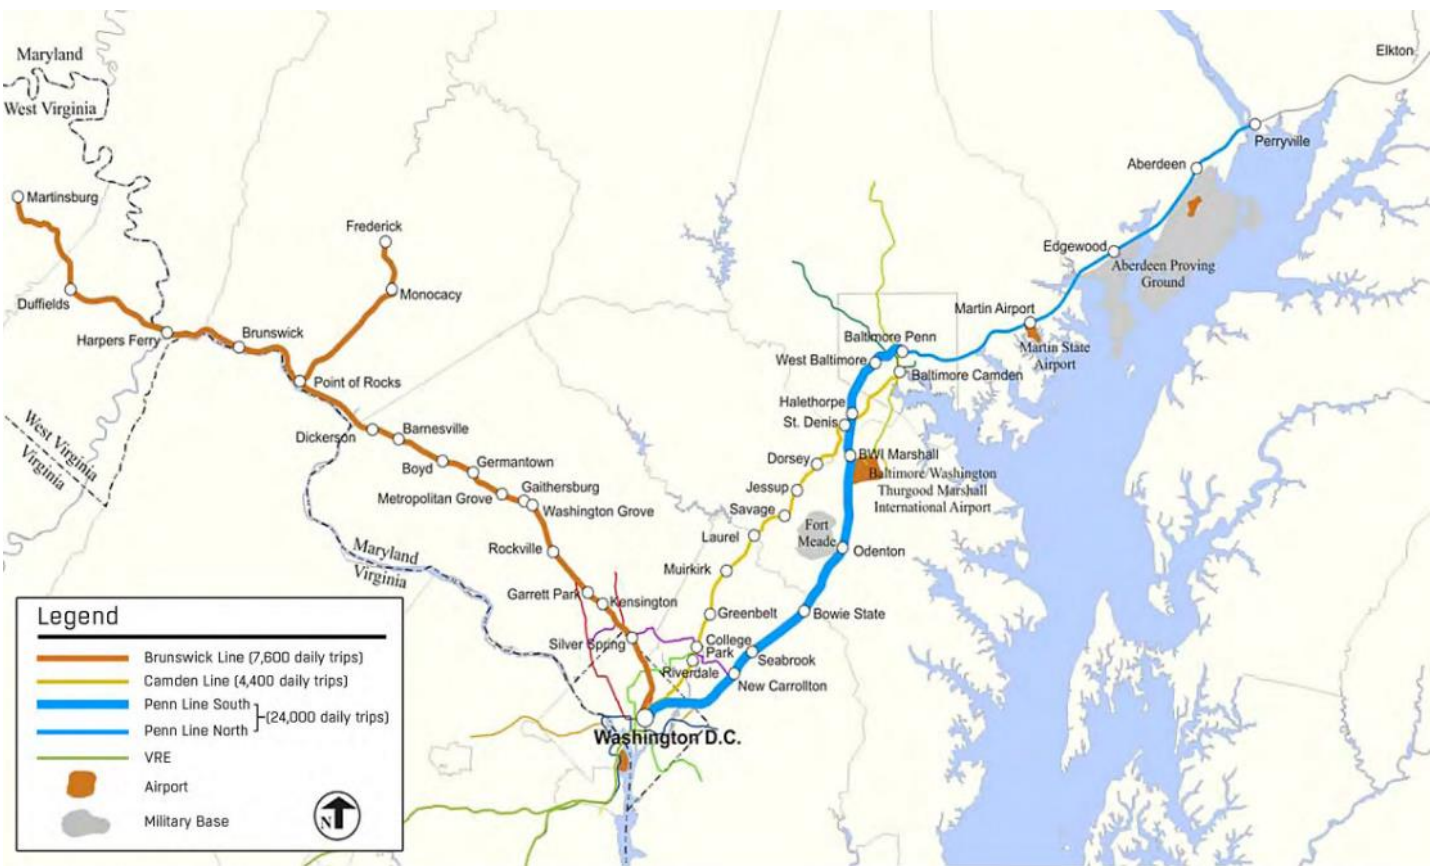 Maryland
West Virginia
Elkton
Perryville
Aberdeen
Martinsburg
Frederick
Edgewood
Aberdeen Proving
Ground
Duffields
Monocacy
Martin Airport
Harpers Ferry
Brunswick
Baltimore Penn
Martin State
Airport
West Baltimore
Point of Rocks
Baltimore Camden
Halethorpe
St. Denis
West Virginia
Virginia
Dickerson
Barnesville
Boyd
Germantown
Dorsey
BWI Marshall
Baltimore/Washington
Thurgood Marshall
International Airport
Metropolitan Grove
Gaithersburg
Washington Grove
Jessup
Savage
Fort
Meade
Laurel
Rockville
Odenton
Maryland
Virginia
Muirkirk
Garrett Park
Kensington
Greenbelt
Bowie State
Silver Spring
College
Park
Seabrook
Riverdale
New Carrollton
Washington D.C.
Legend
Brunswick Line (7,600 daily trips)
Camden Line (4,400 daily trips)
Penn Line South
(24,000 daily trips)
Penn Line North
VRE
Airport
Military Base
N